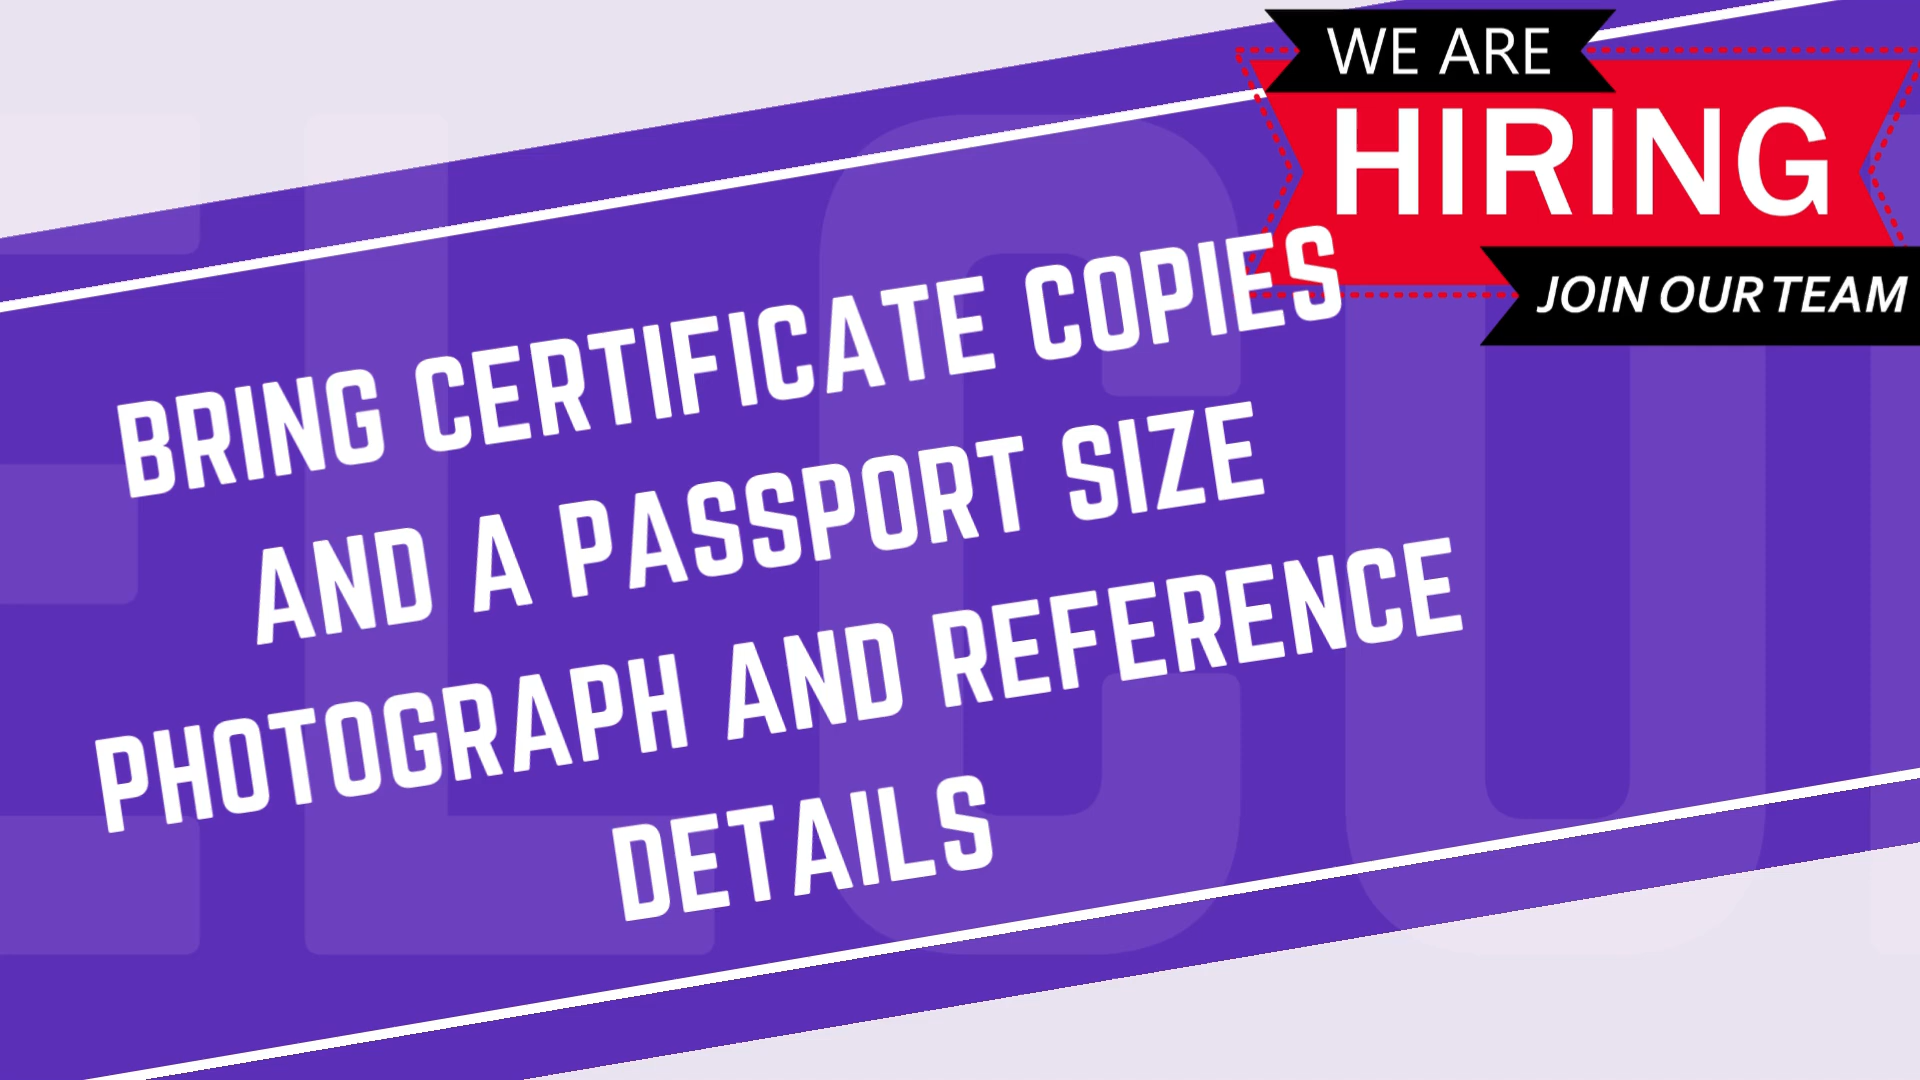 WE ARE
HIRING
JOIN OUR TEAM
BRING CERTIFICATE COPIES
AND A PASSPORT SIZE
PHOTOGRAPH AND REFERENCE
DETAILS